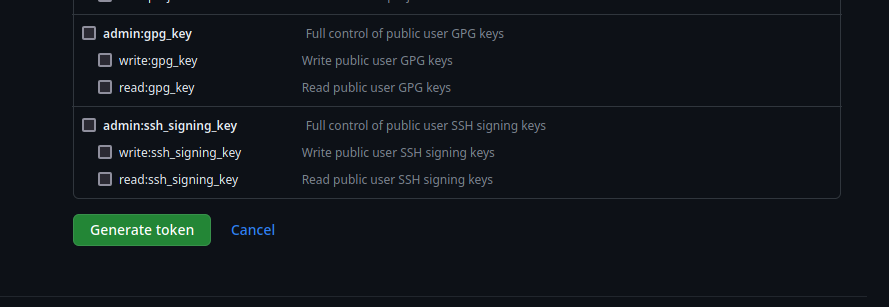 admin:gpg_key Full control of public user GPG keys
write:gpg_key Write public user GPG keys
read:gpg_key Read public user GPG keys
admin:ssh_signing_key Full control of public user SSH signing keys
write:ssh_signing_key Write public user SSH signing keys
read:ssh_signing_key Read public user SSH signing keys
Generate token Cancel